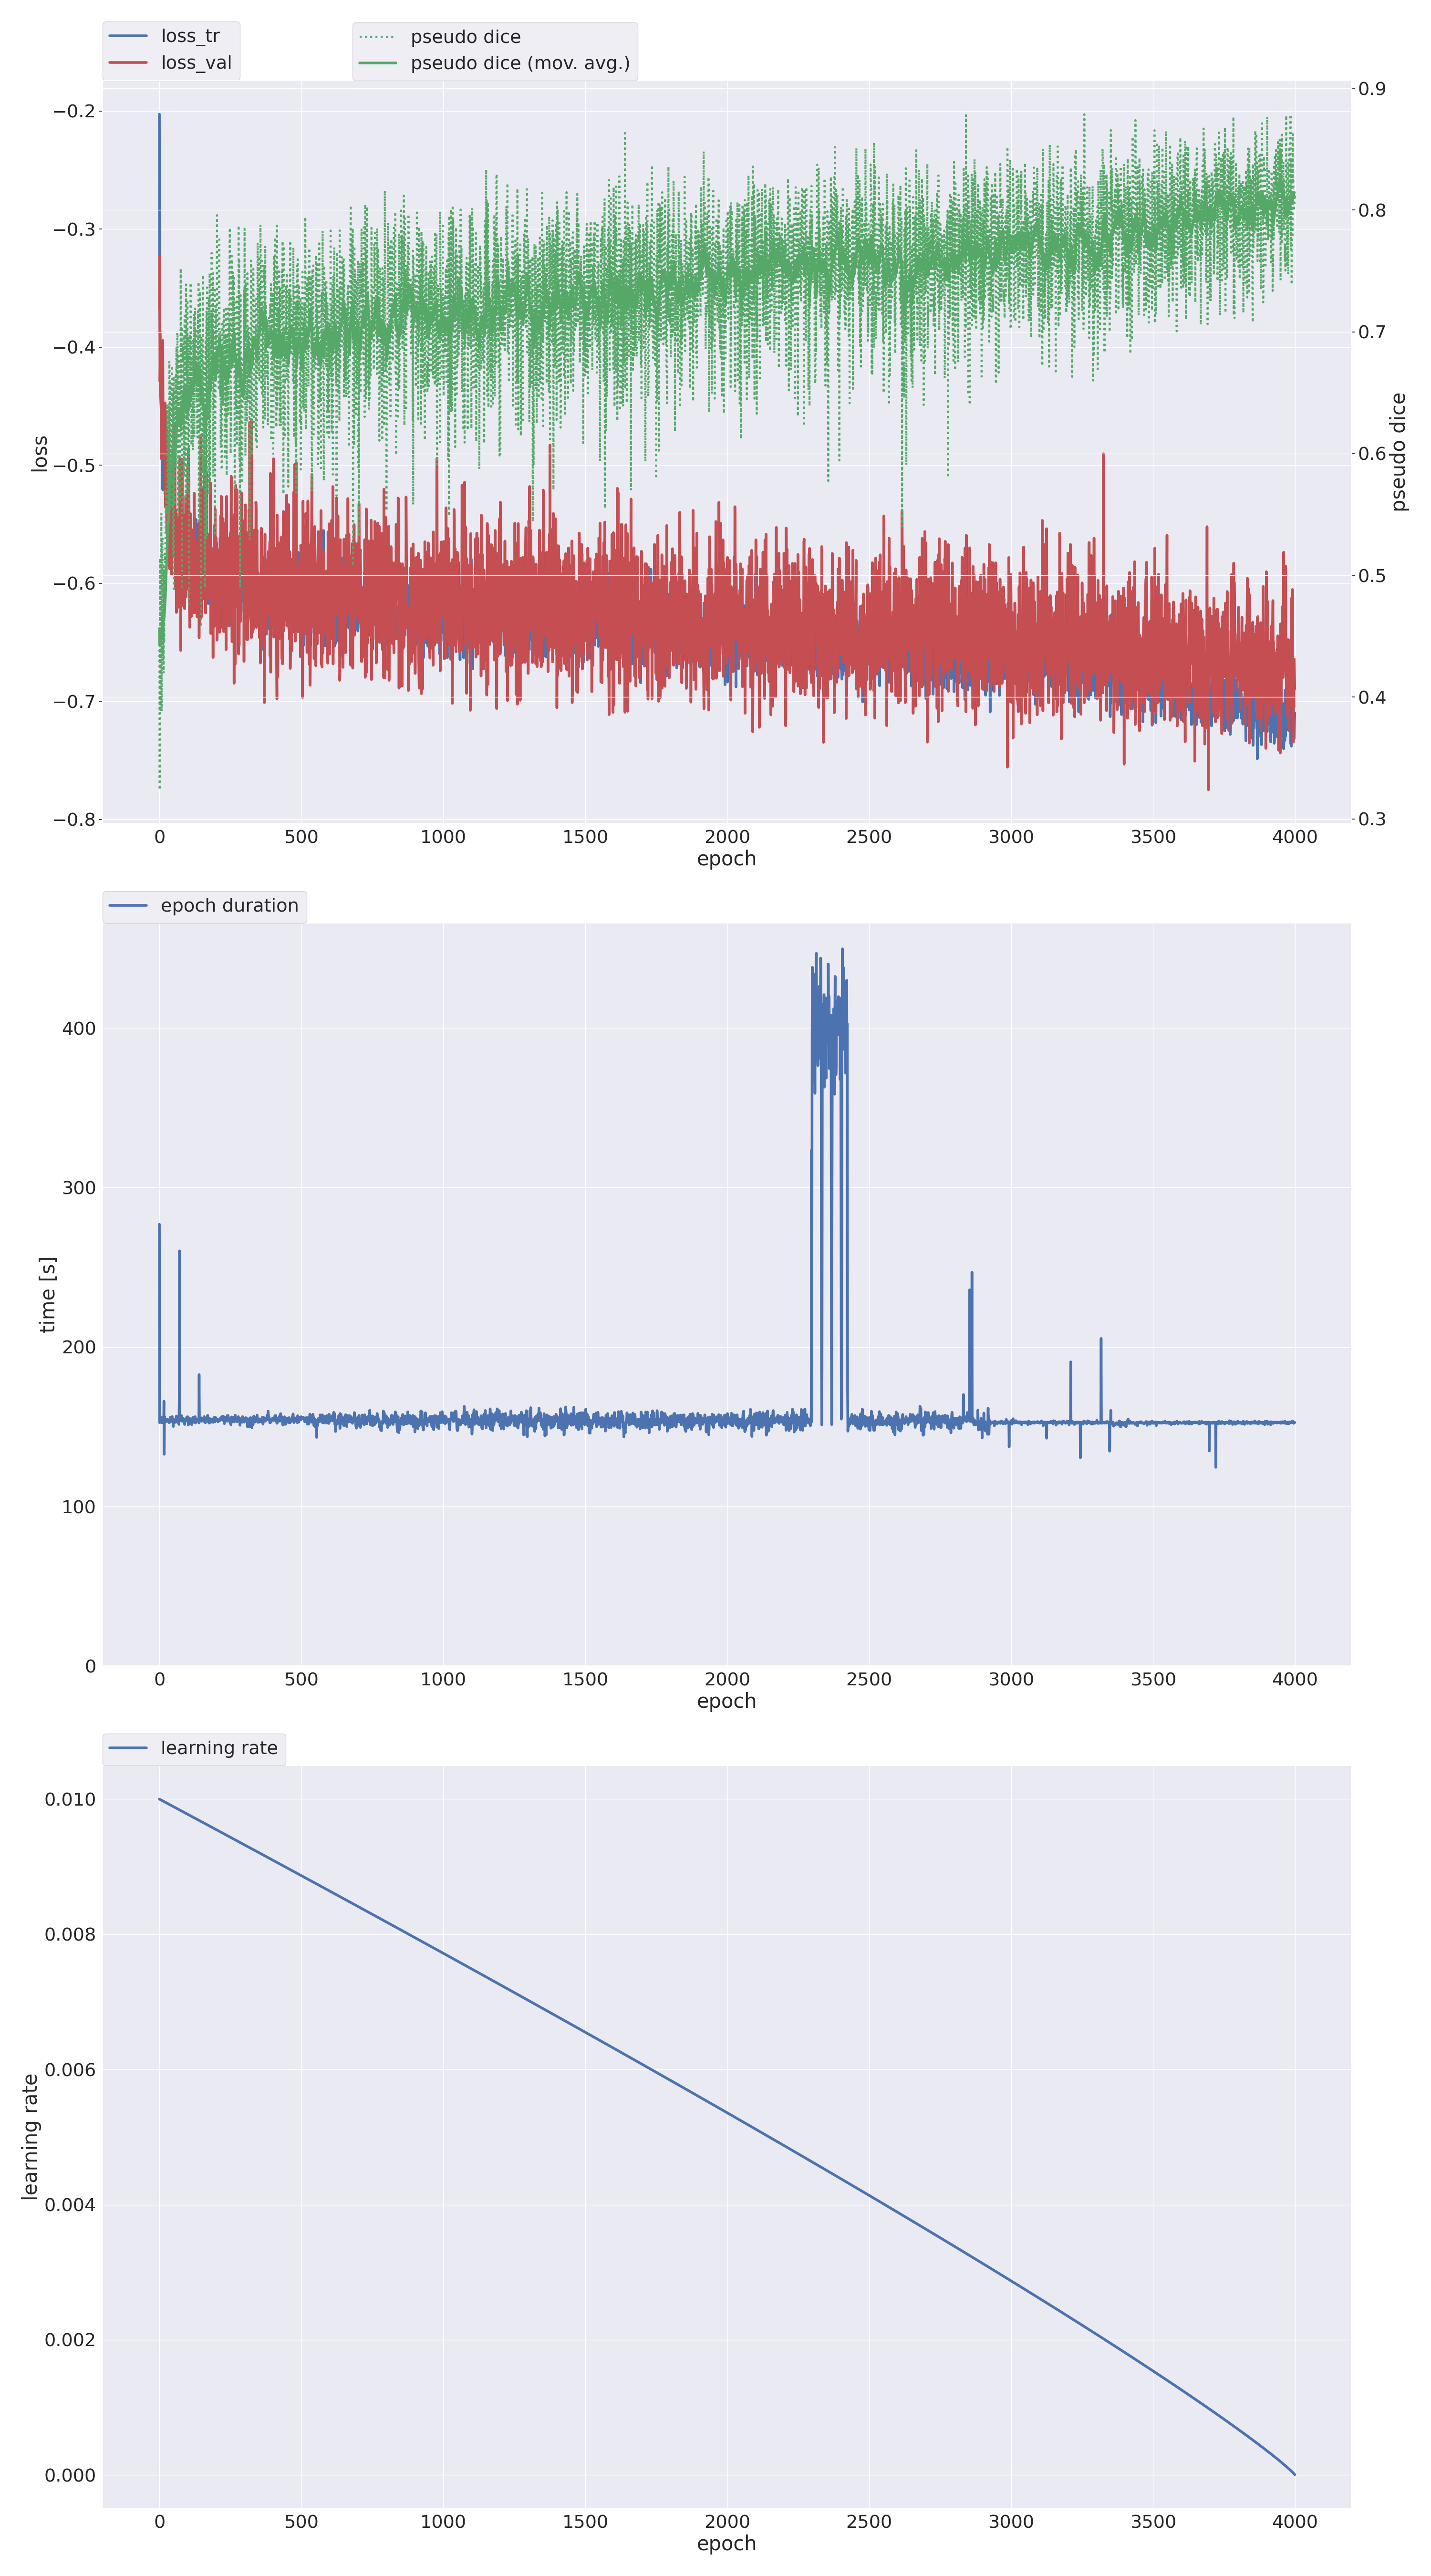 loss_tr
loss_val
pseudo dice
pseudo dice (mov. avg.)
−0.2
−0.3
−0.4
−0.5
−0.6
−0.7
−0.8
loss
0.9
0.8
0.7
0.6
0.5
0.4
0.3
pseudo dice
0 500 1000 1500 2000 2500 3000 3500 4000
epoch
epoch duration
400
300
200
100
0
time [s]
0 500 1000 1500 2000 2500 3000 3500 4000
epoch
learning rate
0.010
0.008
0.006
0.004
0.002
0.000
learning rate
0 500 1000 1500 2000 2500 3000 3500 4000
epoch